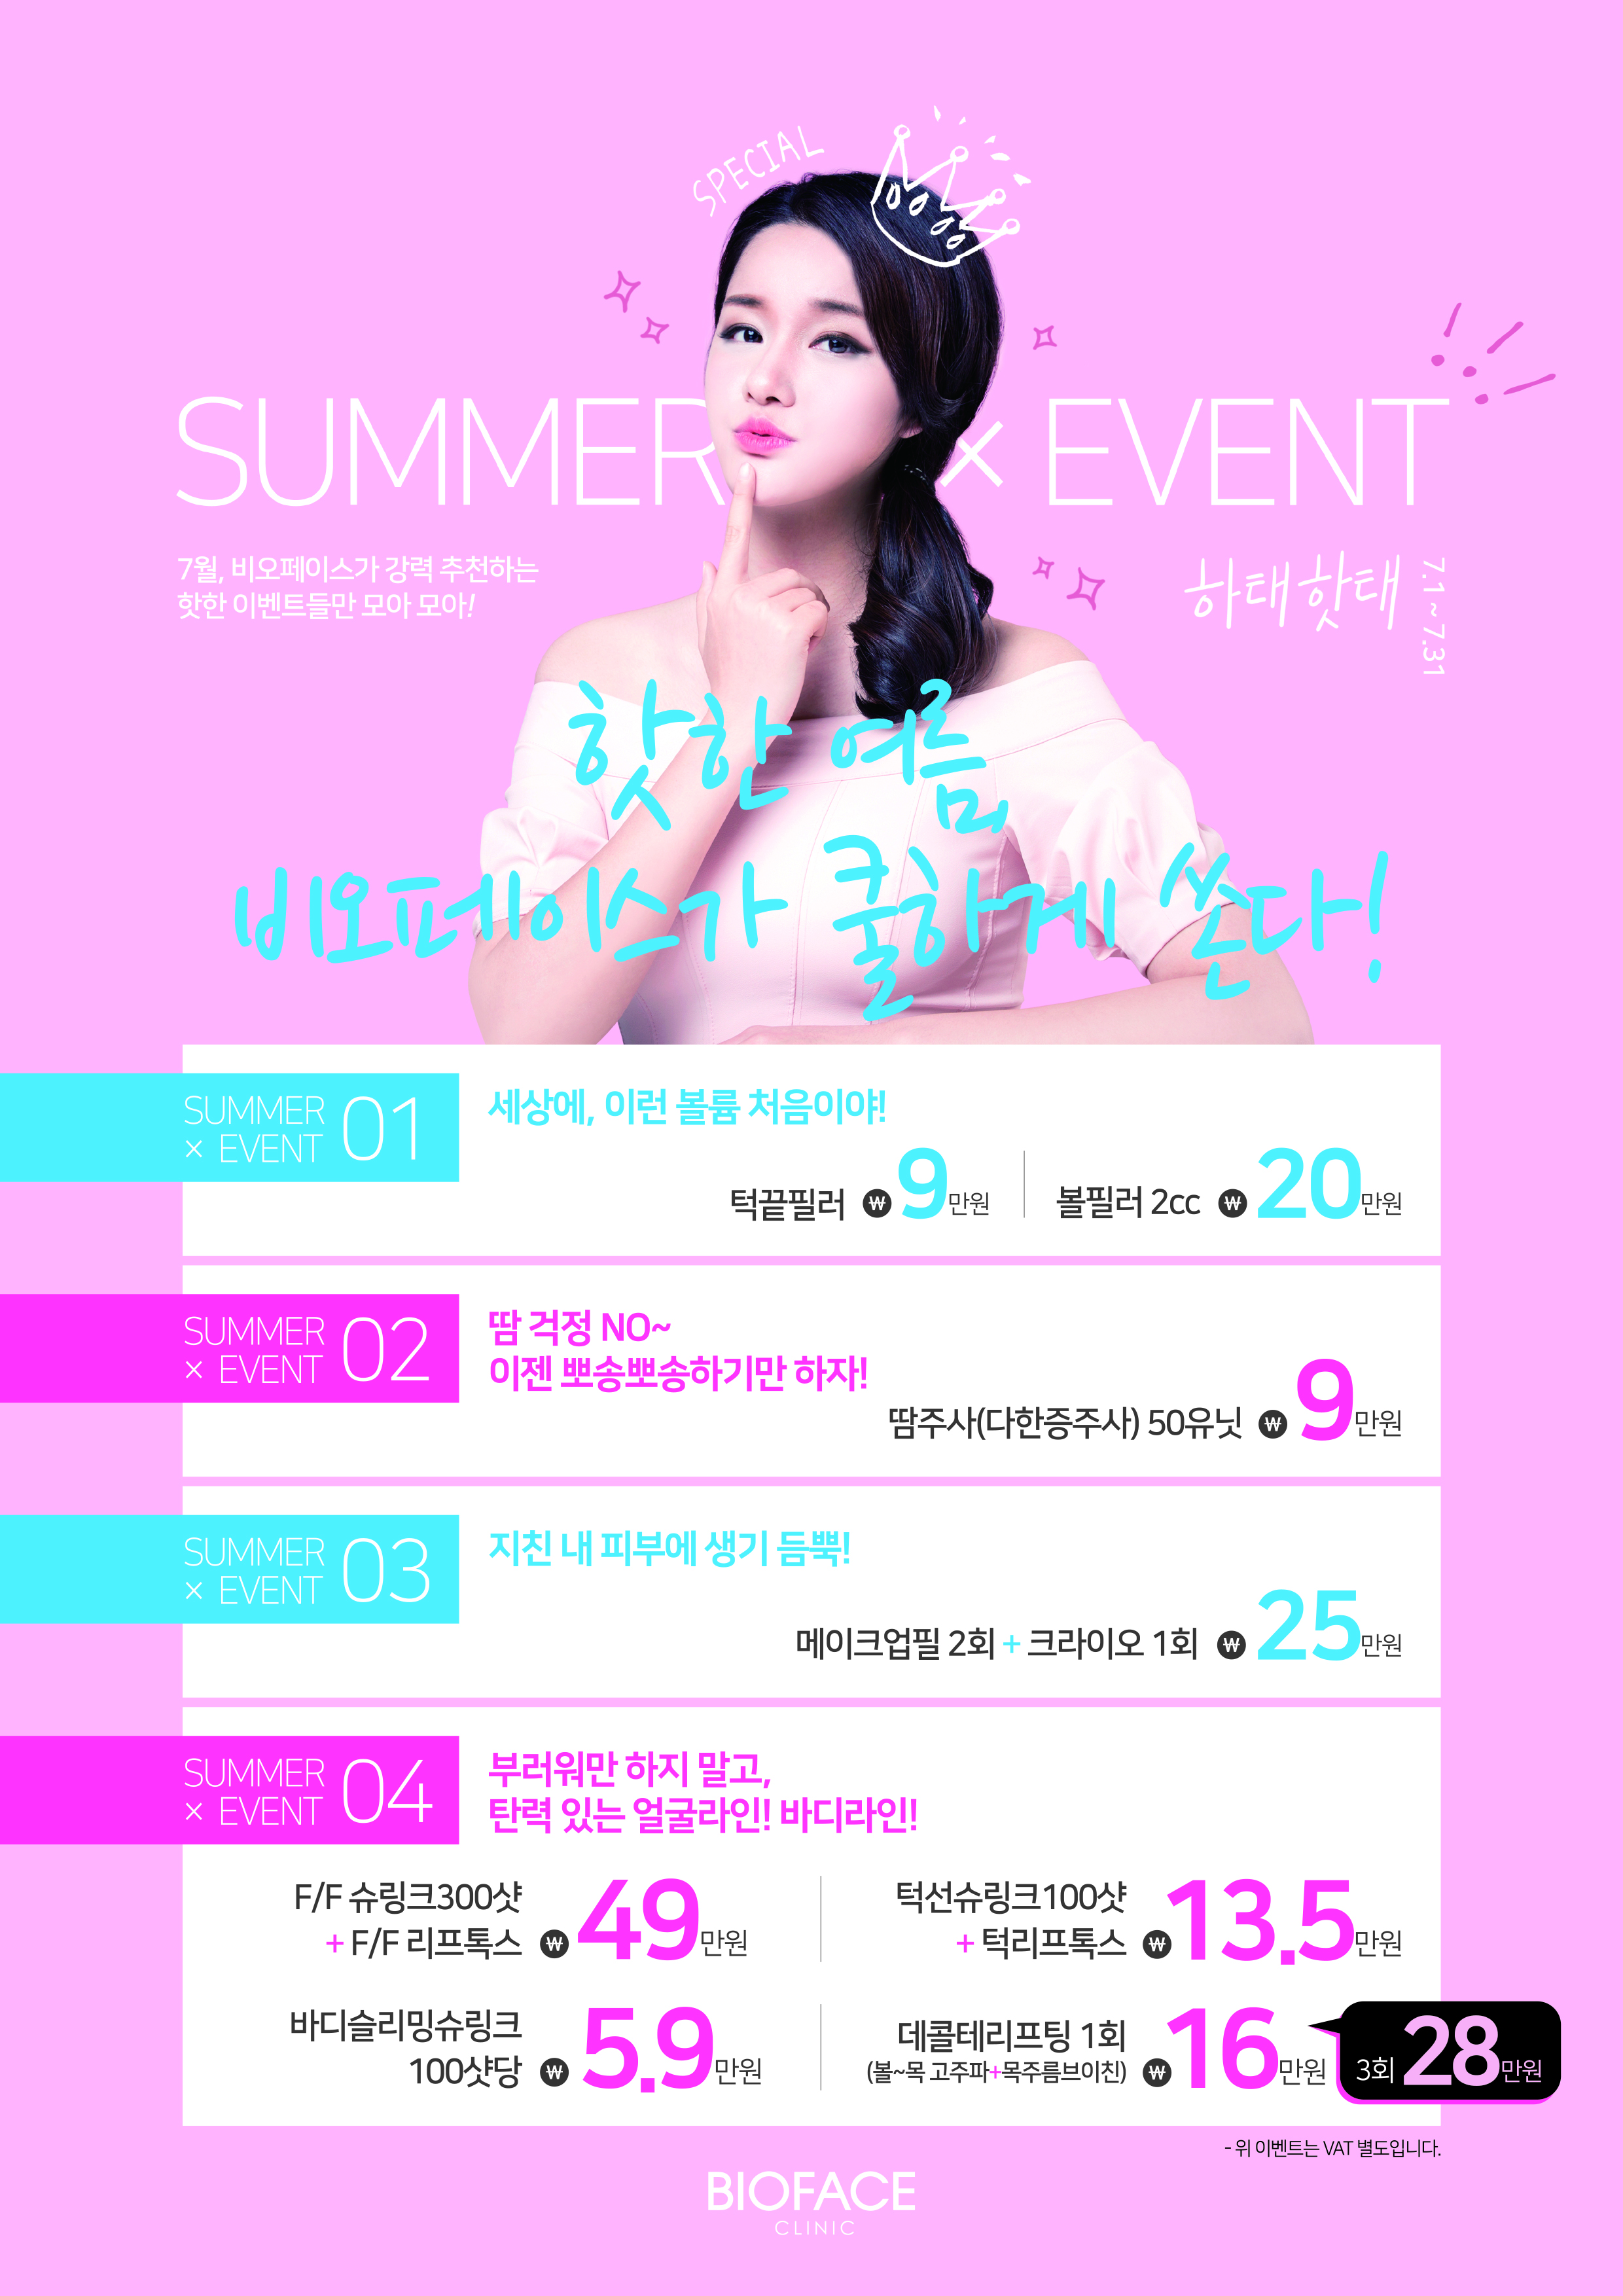 SPECIAL
SUMMER × EVENT
7월, 비오페이스가 강력 추천하는
핫한 이벤트들만 모아 모아!
하태핫태
7.1 ~ 7.31
핫한 여름,
비오페이스가 쿨하게 쏜다!
SUMMER
× EVENT 01
세상에, 이런 볼륨 처음이야!
턱끝필러 ₩ 9만원
볼필러 2cc ₩ 20만원
SUMMER
× EVENT 02
땀 걱정 NO~
이젠 뽀송뽀송하기만 하자!
땀주사(다한증주사) 50유닛 ₩ 9만원
SUMMER
× EVENT 03
지친 내 피부에 생기 듬뿍!
메이크업필 2회 + 크라이오 1회 ₩ 25만원
SUMMER
× EVENT 04
부러워만 하지 말고,
탄력 있는 얼굴라인! 바디라인!
F/F 슈링크300샷
+ F/F 리프톡스 ₩ 49만원
턱선슈링크100샷
+ 턱리프톡스 ₩ 13.5만원
바디슬리밍슈링크
100샷당 ₩ 5.9만원
데콜테리프팅 1회
(볼~목 고주파+목주름브이친) ₩ 16만원
3회 28만원
- 위 이벤트는 VAT 별도입니다.
BIOFACE
CLINIC